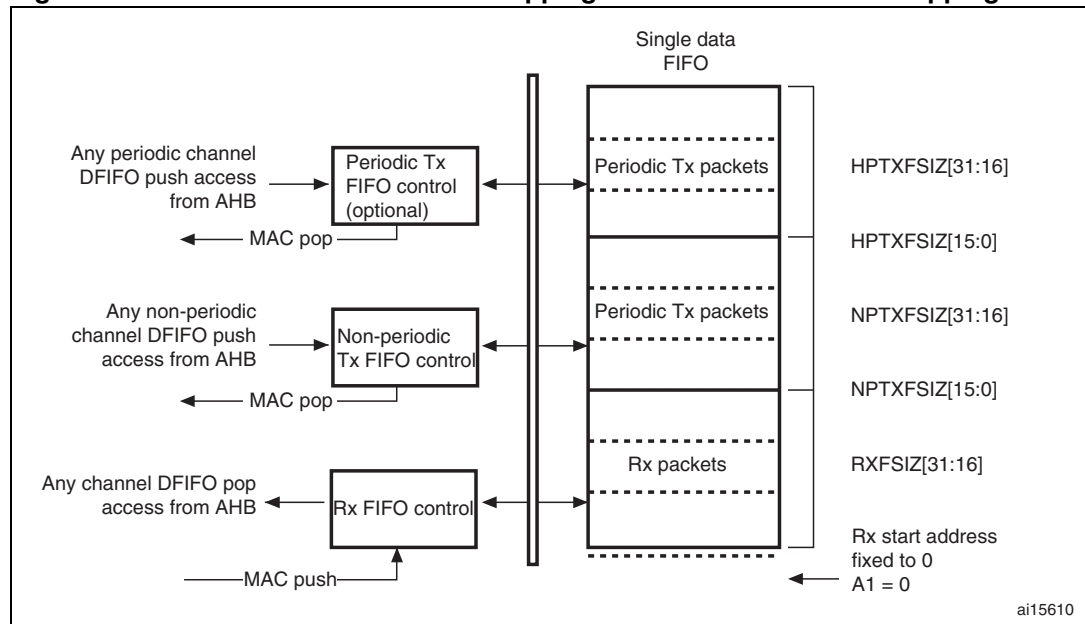 Single data
FIFO
Any periodic channel
DFIFO push access
from AHB
Periodic Tx
FIFO control
(optional)
MAC pop
Periodic Tx packets
HPTXFSIZ[31:16]
HPTXFSIZ[15:0]
Any non-periodic
channel DFIFO push
access from AHB
Non-periodic
Tx FIFO control
MAC pop
Periodic Tx packets
NPTXFSIZ[31:16]
NPTXFSIZ[15:0]
Any channel DFIFO pop
access from AHB
Rx FIFO control
MAC push
Rx packets
RXFSIZ[31:16]
Rx start address
fixed to 0
A1 = 0
ai15610